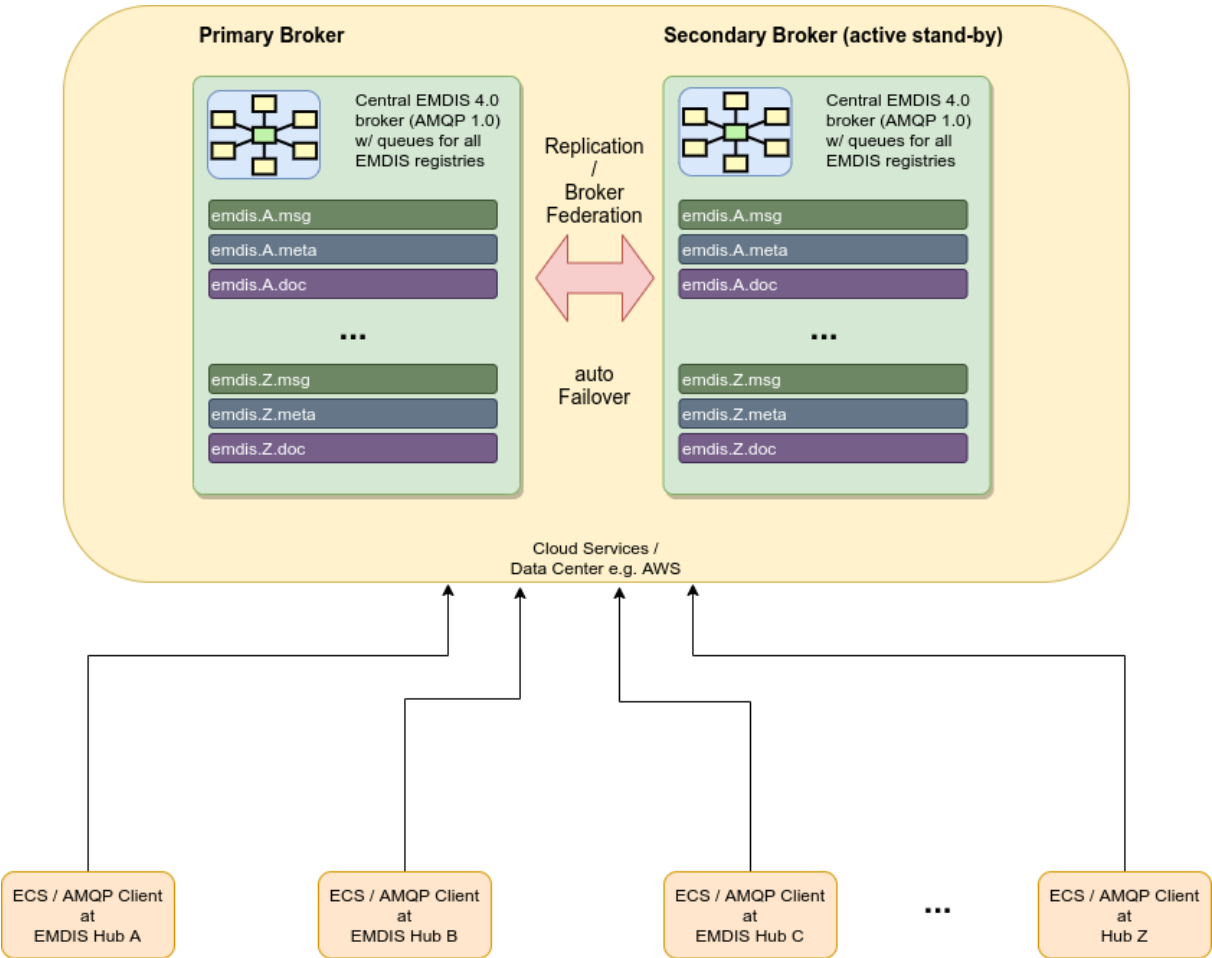 Primary Broker
Central EMDIS 4.0
broker (AMQP 1.0)
w/ queues for all
EMDIS registries
emdis.A.msg
emdis.A.meta
emdis.A.doc
...
emdis.Z.msg
emdis.Z.meta
emdis.Z.doc
Replication
/
Broker
Federation
auto
Failover
Secondary Broker (active stand-by)
Central EMDIS 4.0
broker (AMQP 1.0)
w/ queues for all
EMDIS registries
emdis.A.msg
emdis.A.meta
emdis.A.doc
...
emdis.Z.msg
emdis.Z.meta
emdis.Z.doc
Cloud Services /
Data Center e.g. AWS
ECS / AMQP Client
at
EMDIS Hub A
ECS / AMQP Client
at
EMDIS Hub B
ECS / AMQP Client
at
EMDIS Hub C
...
ECS / AMQP Client
at
Hub Z